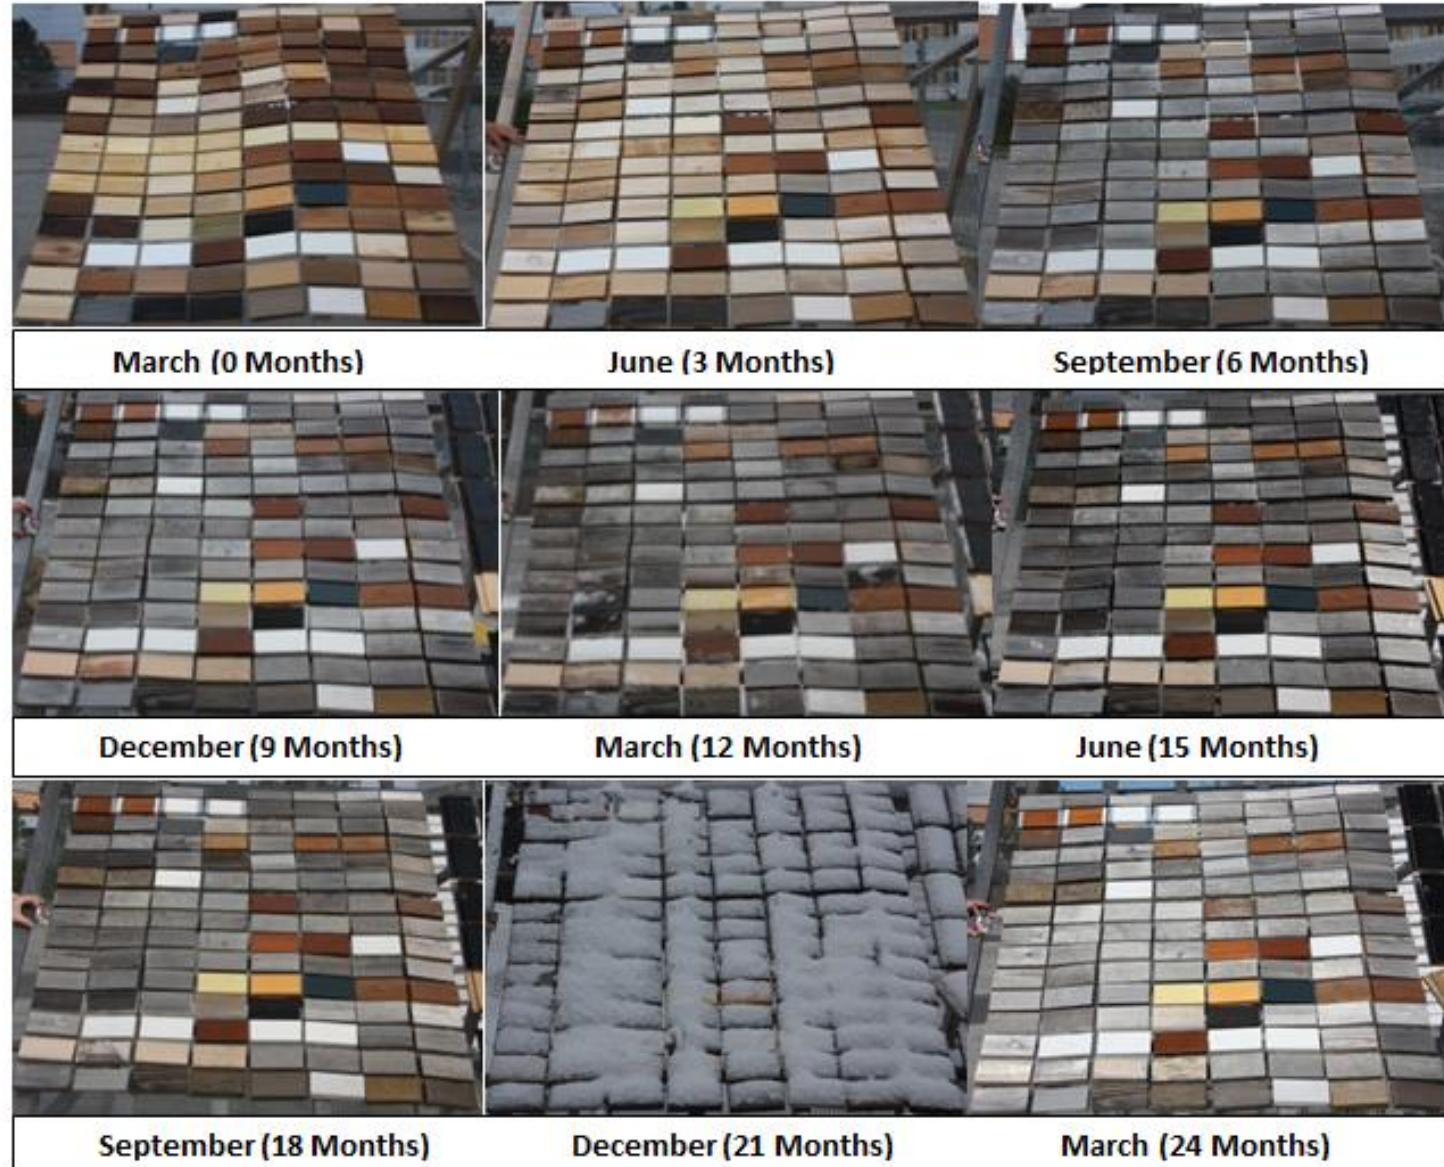 March (0 Months)
June (3 Months)
September (6 Months)
December (9 Months)
March (12 Months)
June (15 Months)
September (18 Months)
December (21 Months)
March (24 Months)